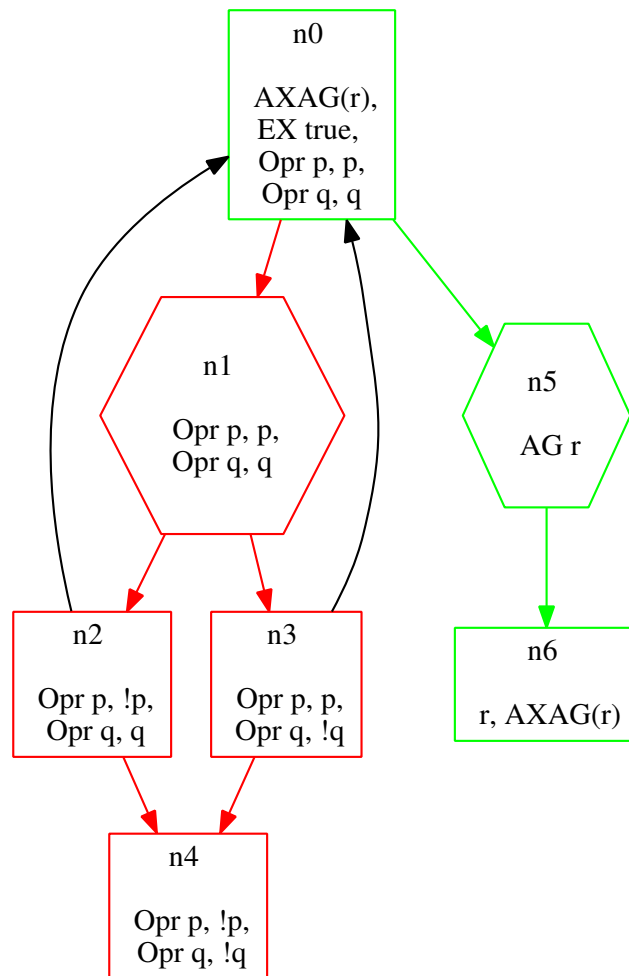 n0
AXAG(r),
EX true,
Opr p, p,
Opr q, q
n1
Opr p, p,
Opr q, q
n5
AG r
n2
Opr p, !p,
Opr q, q
n3
Opr p, p,
Opr q, !q
n6
r, AXAG(r)
n4
Opr p, !p,
Opr q, !q